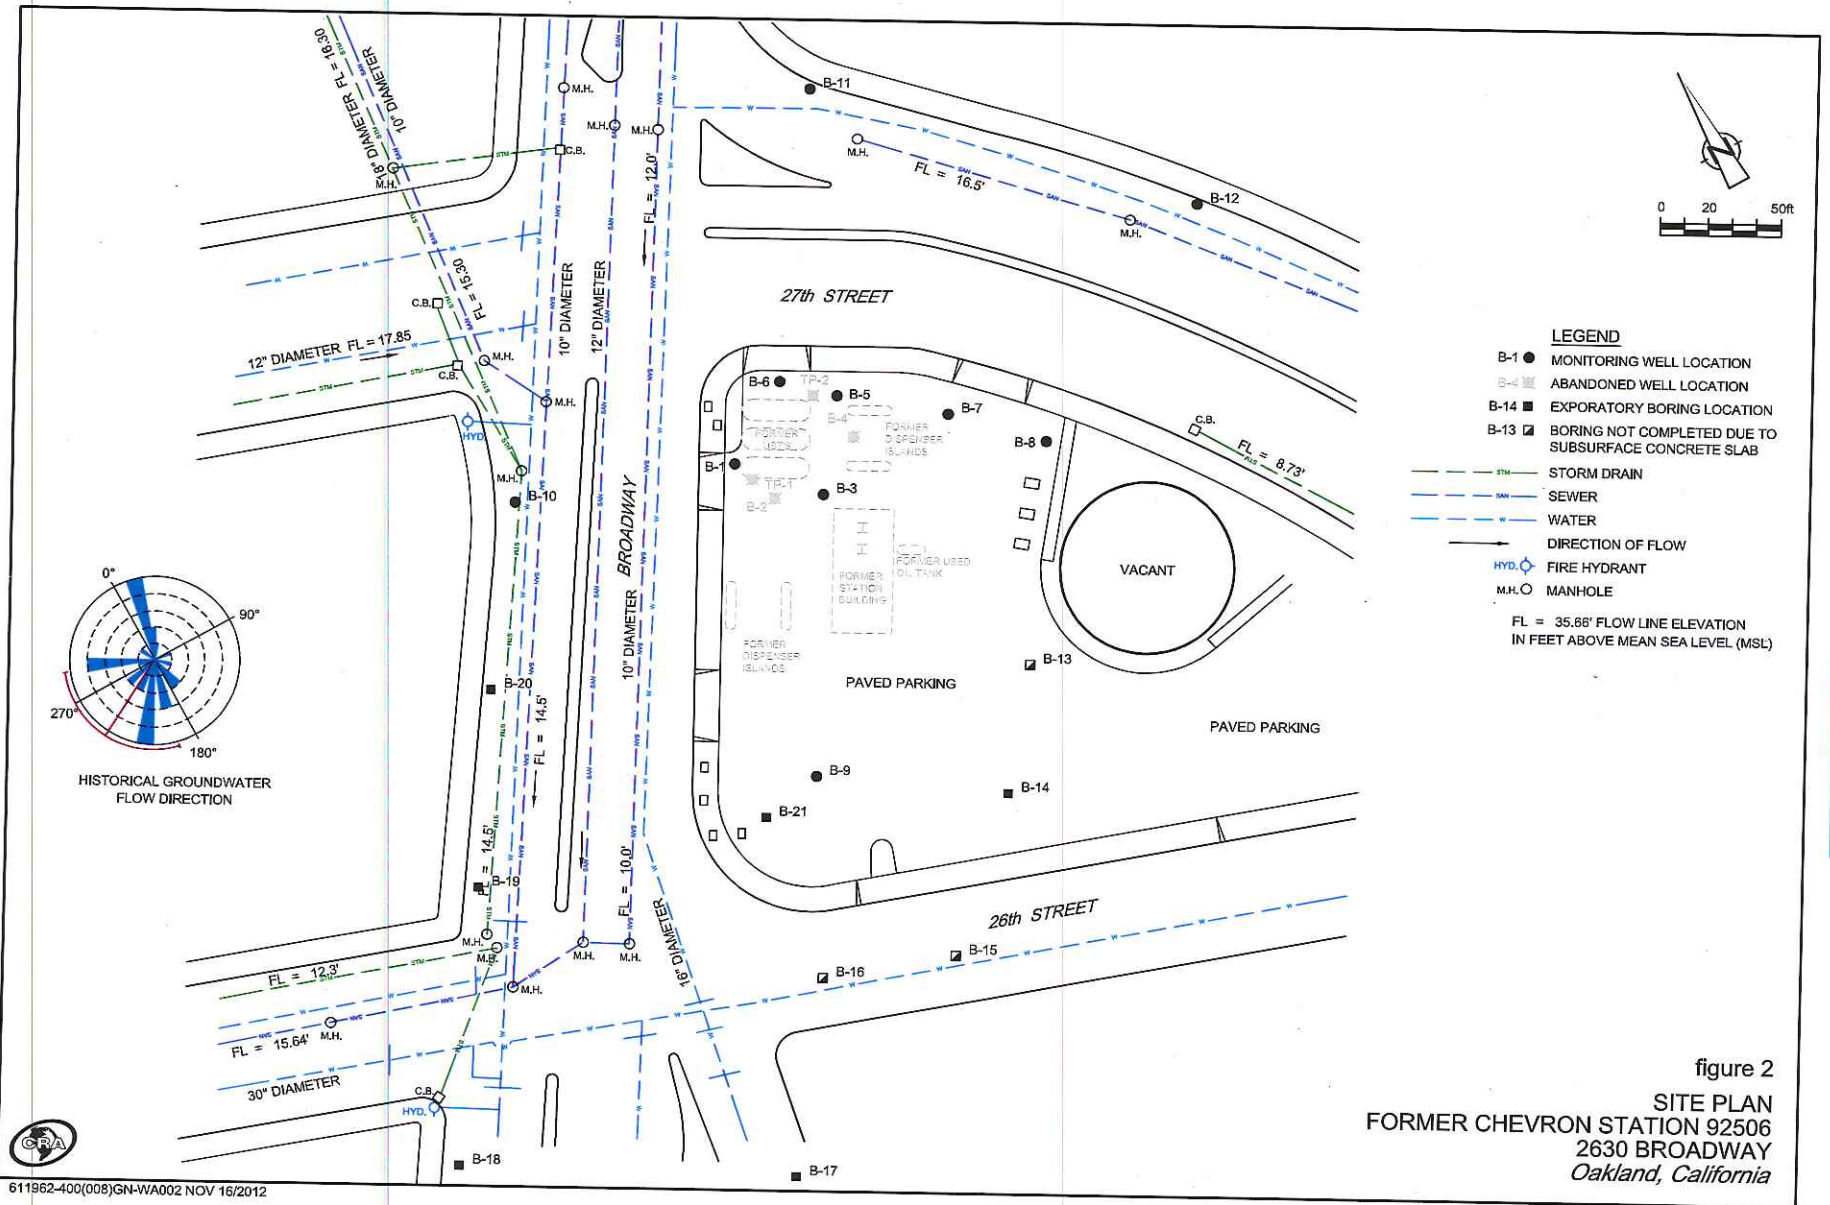 18" DIAMETER FL = 16.30
10" DIAMETER
M.H.
C.B.
M.H.
M.H.
M.H.
FL = 12.0'
B-11
M.H.
FL = 16.5'
B-12
M.H.
0 20 50ft
C.B.
FL = 15.30
12" DIAMETER FL = 17.85
C.B.
M.H.
M.H.
HYD.
M.H.
B-10
10" DIAMETER
12" DIAMETER
27th STREET
BROADWAY
10" DIAMETER
B-6
TP-2
B-5
B-4
B-7
B-8
FORMER
USTS
FORMER
DISPENSER
ISLANDS
B-1
TP-1
B-2
B-3
C.B.
FL = 8.73'
FORMER USED
OIL TANK
FORMER
STATION
BUILDING
FORMER
DISPENSER
ISLANDS
VACANT
B-13
PAVED PARKING
PAVED PARKING
B-9
B-14
B-21
26th STREET
B-15
B-16
B-17
B-18
B-20
FL = 14.5'
FL = 14.5'
B-19
FL = 10.0'
16" DIAMETER
M.H.
M.H.
M.H.
M.H.
M.H.
FL = 12.3'
M.H.
FL = 15.64'
30" DIAMETER
C.B.
HYD.
0°
90°
180°
270°
HISTORICAL GROUNDWATER
FLOW DIRECTION
LEGEND
B-1 MONITORING WELL LOCATION
B-4 ABANDONED WELL LOCATION
B-14 EXPORATORY BORING LOCATION
B-13 BORING NOT COMPLETED DUE TO
SUBSURFACE CONCRETE SLAB
STM STORM DRAIN
SAN SEWER
W WATER
DIRECTION OF FLOW
HYD. FIRE HYDRANT
M.H. MANHOLE
FL = 35.66' FLOW LINE ELEVATION
IN FEET ABOVE MEAN SEA LEVEL (MSL)
figure 2
SITE PLAN
FORMER CHEVRON STATION 92506
2630 BROADWAY
Oakland, California
CRA
611962-400(008)GN-WA002 NOV 16/2012